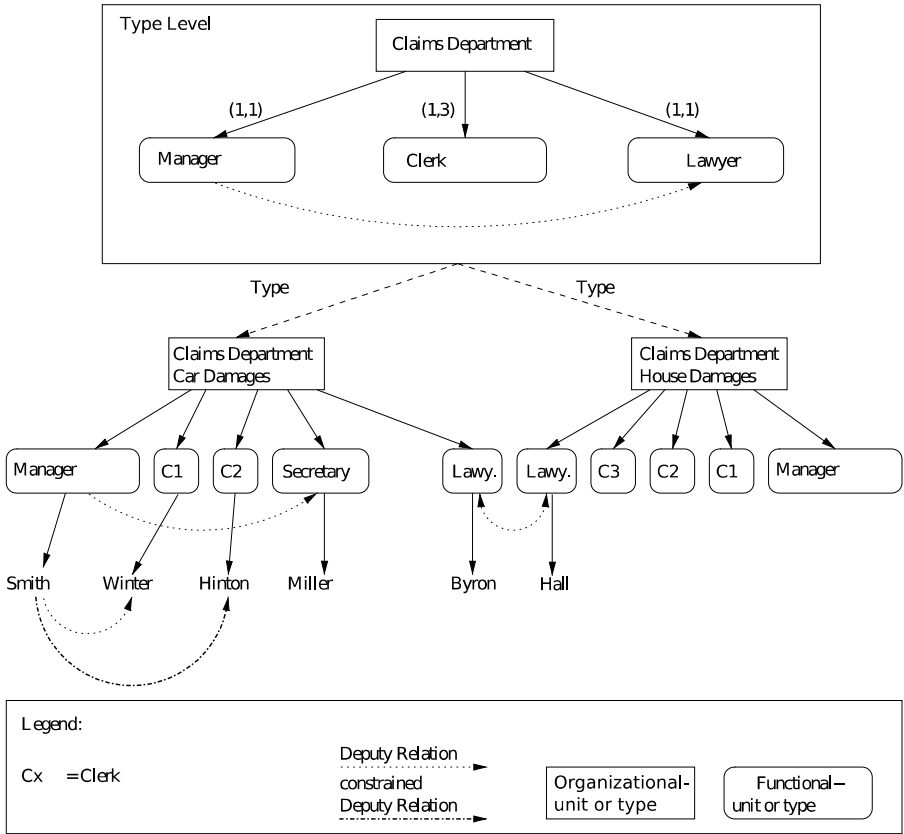 Type Level
Claims Department
(1,1)
(1,3)
(1,1)
Manager
Clerk
Lawyer
Type
Type
Claims Department
Car Damages
Claims Department
House Damages
Manager
C1
C2
Secretary
Lawy.
Lawy.
C3
C2
C1
Manager
Smith
Winter
Hinton
Miller
Byron
Hall
Legend:
Cx = Clerk
Deputy Relation
constrained
Deputy Relation
Organizational-
unit or type
Functional-
unit or type